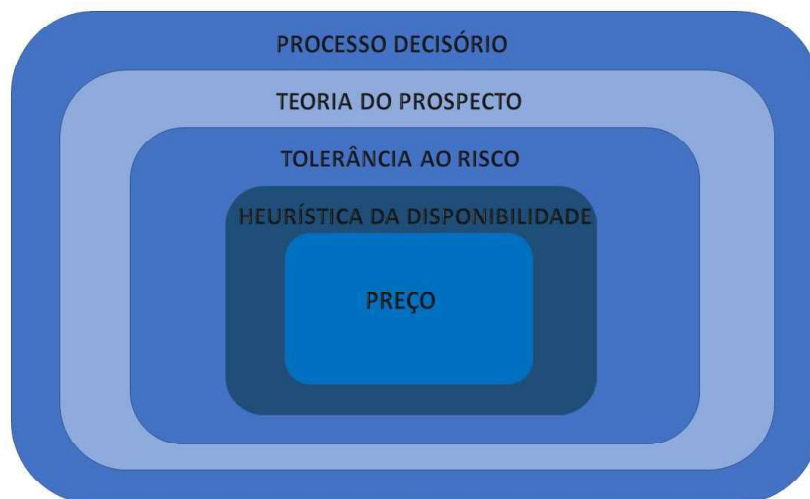 PROCESSO DECISÓRIO
TEORIA DO PROSPECTO
TOLERÂNCIA AO RISCO
HEURÍSTICA DA DISPONIBILIDADE
PREÇO